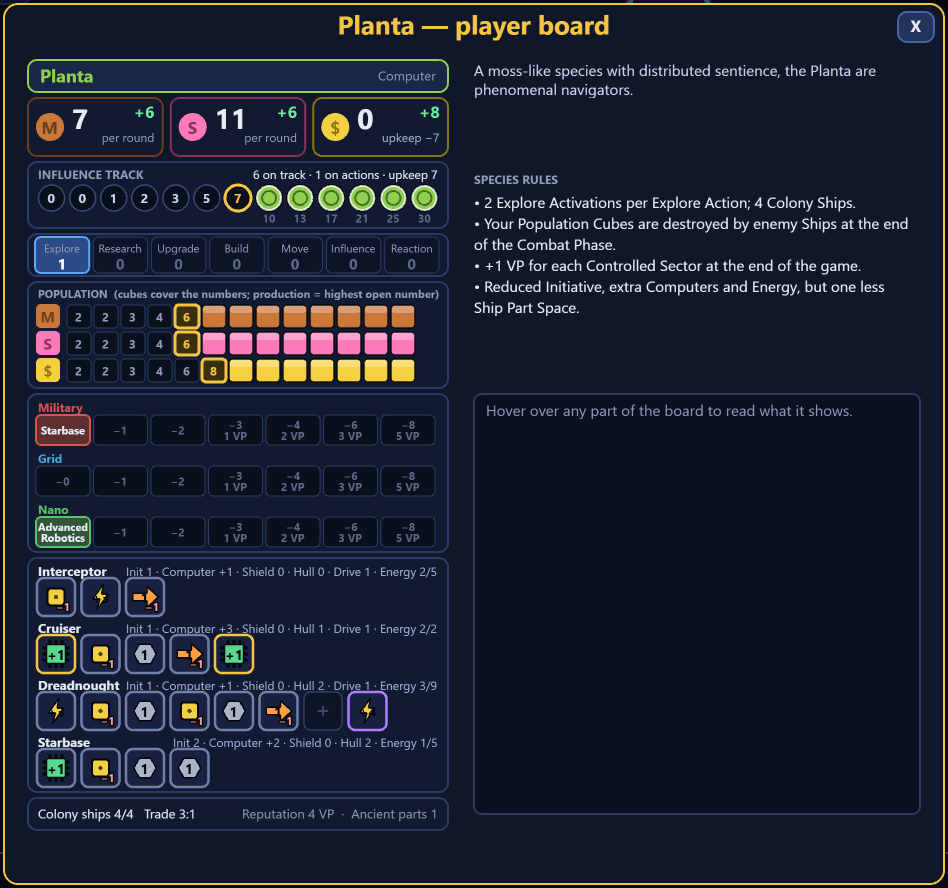 Planta — player board
X
Planta
Computer
M 7 +6 per round
S 11 +6 per round
$ 0 +8 upkeep −7
INFLUENCE TRACK 6 on track · 1 on actions · upkeep 7
0 0 1 2 3 5 7
10 13 17 21 25 30
Explore Research Upgrade Build Move Influence Reaction
1 0 0 0 0 0 0
POPULATION (cubes cover the numbers; production = highest open number)
M 2 2 3 4 6
S 2 2 3 4 6
$ 2 2 3 4 6 8
Military
Starbase −1 −2 −3 −4 −6 −8
1 VP 2 VP 3 VP 5 VP
Grid
−0 −1 −2 −3 −4 −6 −8
1 VP 2 VP 3 VP 5 VP
Nano
Advanced Robotics −1 −2 −3 −4 −6 −8
1 VP 2 VP 3 VP 5 VP
Interceptor Init 1 · Computer +1 · Shield 0 · Hull 0 · Drive 1 · Energy 2/5
−1 −1
Cruiser Init 1 · Computer +3 · Shield 0 · Hull 1 · Drive 1 · Energy 2/2
+1 −1 1 −1 +1
Dreadnought Init 1 · Computer +1 · Shield 0 · Hull 2 · Drive 1 · Energy 3/9
−1 1 −1 1 −1 +
Starbase Init 2 · Computer +2 · Shield 0 · Hull 2 · Energy 1/5
+1 −1 1 1
Colony ships 4/4 Trade 3:1 Reputation 4 VP · Ancient parts 1
A moss-like species with distributed sentience, the Planta are
phenomenal navigators.
SPECIES RULES
• 2 Explore Activations per Explore Action; 4 Colony Ships.
• Your Population Cubes are destroyed by enemy Ships at the end
of the Combat Phase.
• +1 VP for each Controlled Sector at the end of the game.
• Reduced Initiative, extra Computers and Energy, but one less
Ship Part Space.
Hover over any part of the board to read what it shows.